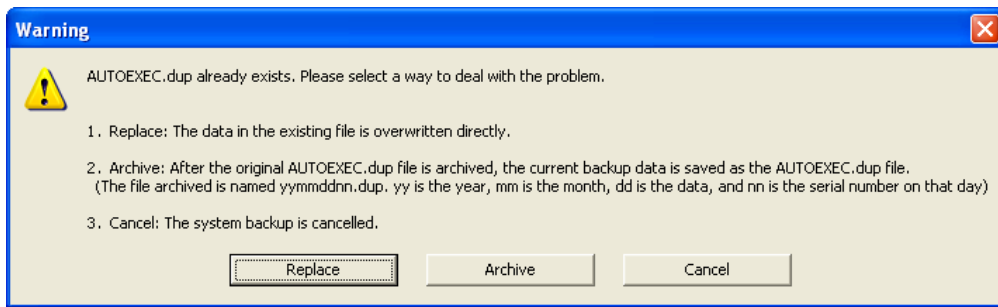 Warning
AUTOEXEC.dup already exists. Please select a way to deal with the problem.
1. Replace: The data in the existing file is overwritten directly.
2. Archive: After the original AUTOEXEC.dup file is archived, the current backup data is saved as the AUTOEXEC.dup file.
(The file archived is named yymmddnn.dup. yy is the year, mm is the month, dd is the data, and nn is the serial number on that day)
3. Cancel: The system backup is cancelled.
Replace Archive Cancel